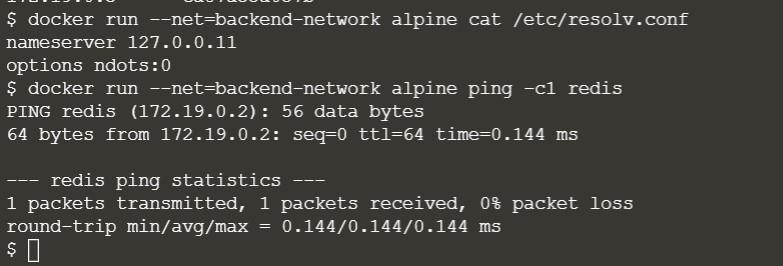 $ docker run --net=backend-network alpine cat /etc/resolv.conf
nameserver 127.0.0.11
options ndots:0
$ docker run --net=backend-network alpine ping -c1 redis
PING redis (172.19.0.2): 56 data bytes
64 bytes from 172.19.0.2: seq=0 ttl=64 time=0.144 ms
--- redis ping statistics ---
1 packets transmitted, 1 packets received, 0% packet loss
round-trip min/avg/max = 0.144/0.144/0.144 ms
$